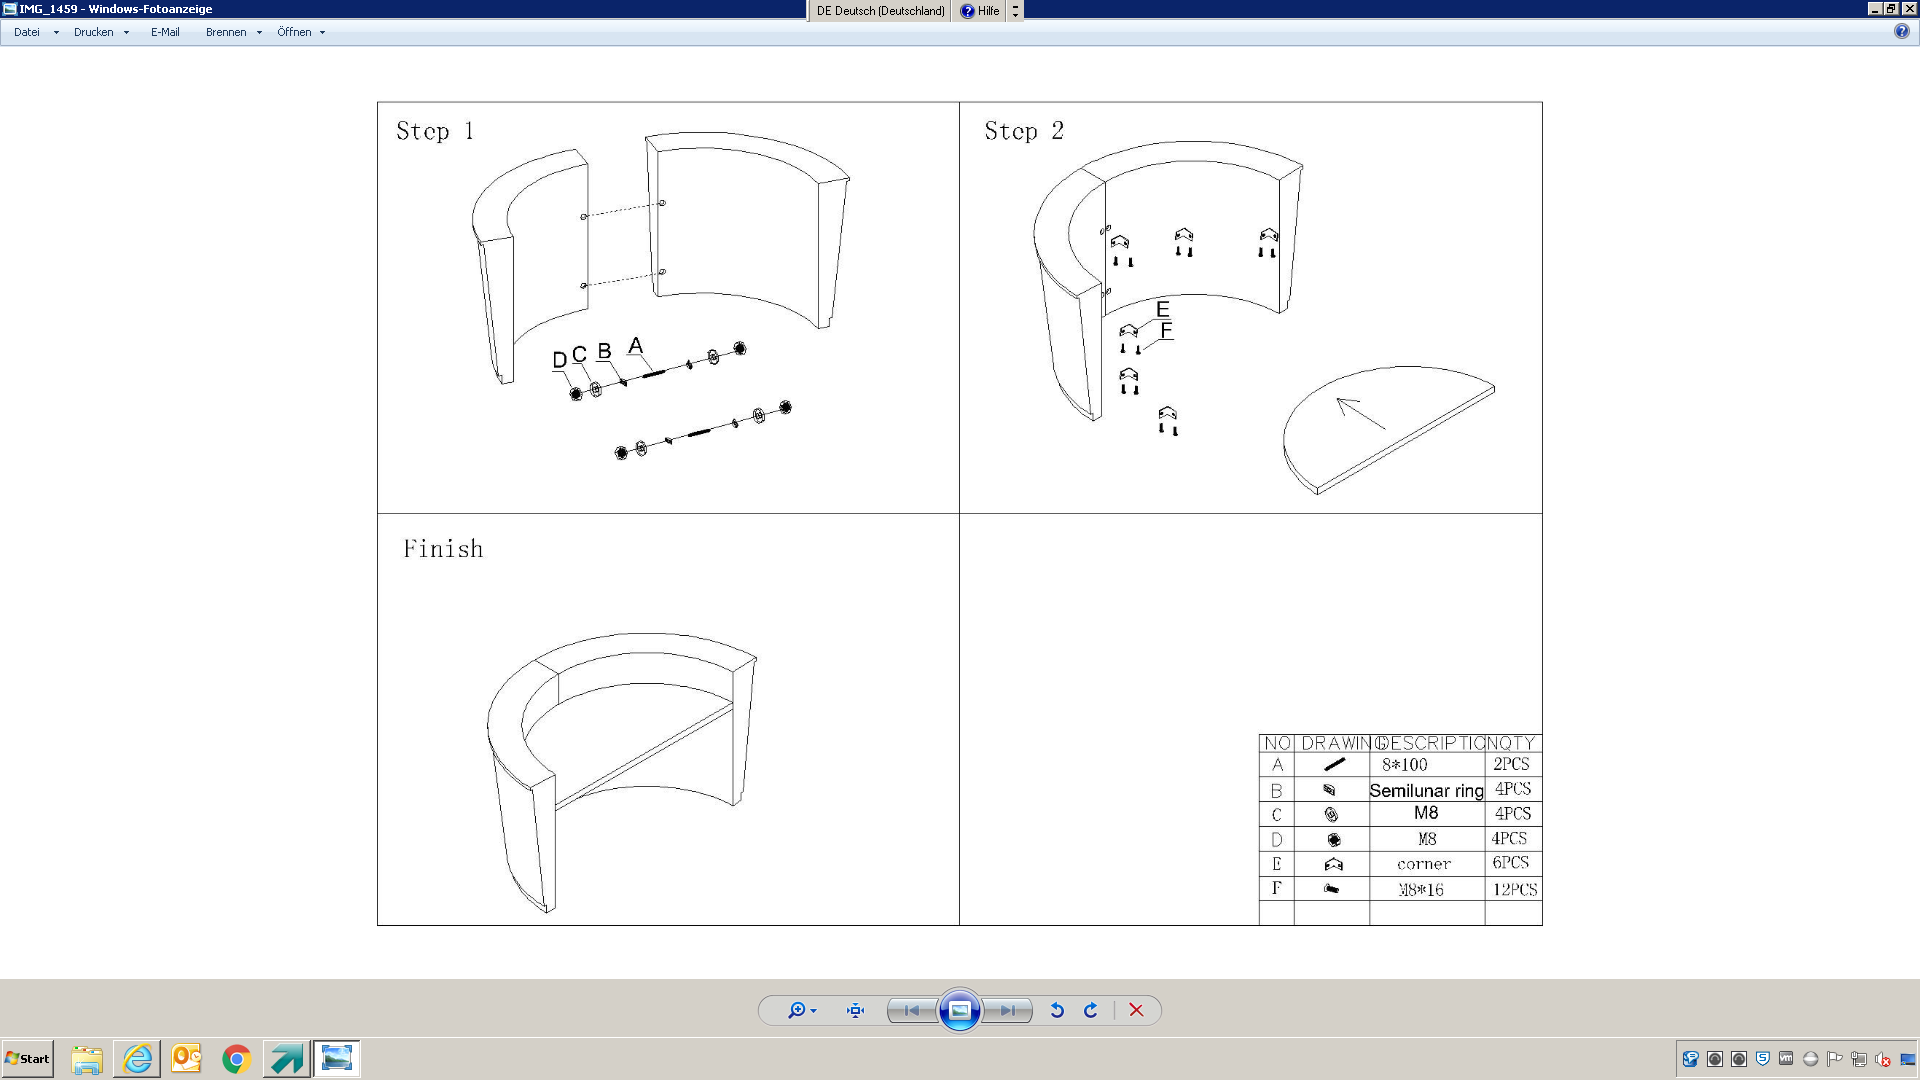 IMG_1459 - Windows-Fotoanzeige
DE Deutsch (Deutschland) Hilfe
Datei Drucken E-Mail Brennen Öffnen
Step 1
Step 2
D C B A
E
F
Finish
NO DRAWING DESCRIPTION QTY
A 8*100 2PCS
B Semilunar ring 4PCS
C M8 4PCS
D M8 4PCS
E corner 6PCS
F M8*16 12PCS
Start